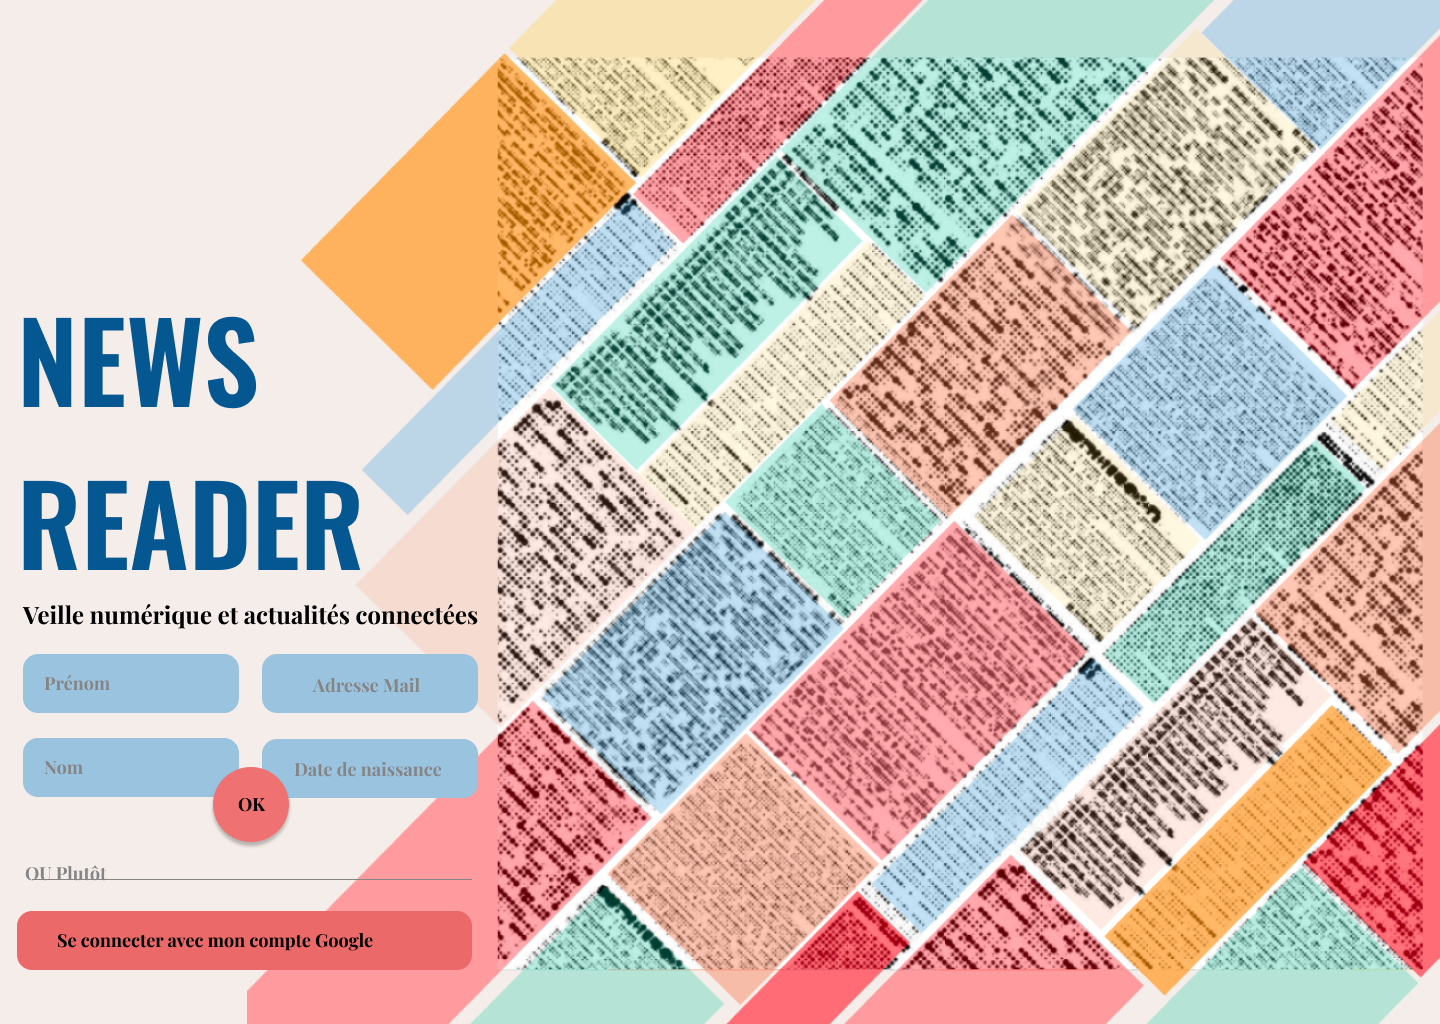 NEWS
READER
Veille numérique et actualités connectées
Prénom
Adresse Mail
Nom
Date de naissance
OK
OU Plutôt
Se connecter avec mon compte Google